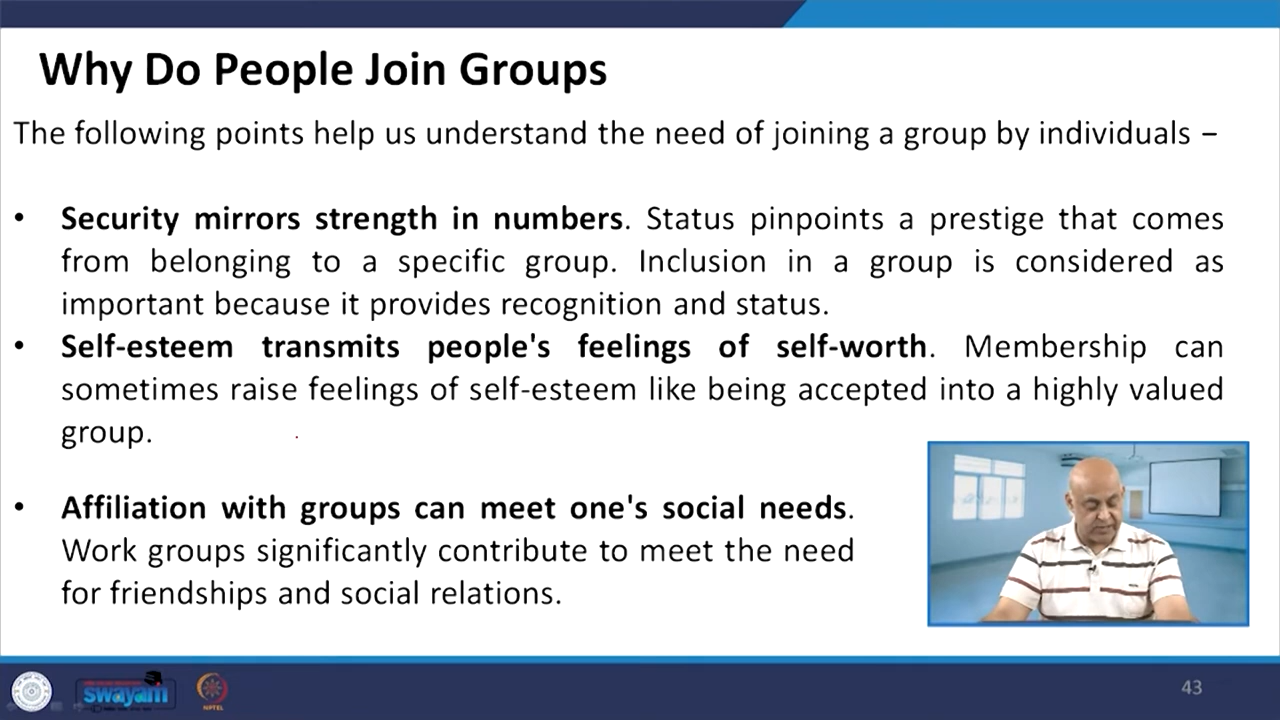 Why Do People Join Groups
The following points help us understand the need of joining a group by individuals −
• Security mirrors strength in numbers. Status pinpoints a prestige that comes
from belonging to a specific group. Inclusion in a group is considered as
important because it provides recognition and status.
• Self-esteem transmits people's feelings of self-worth. Membership can
sometimes raise feelings of self-esteem like being accepted into a highly valued
group.
• Affiliation with groups can meet one's social needs.
Work groups significantly contribute to meet the need
for friendships and social relations.
swayam
NPTEL
43